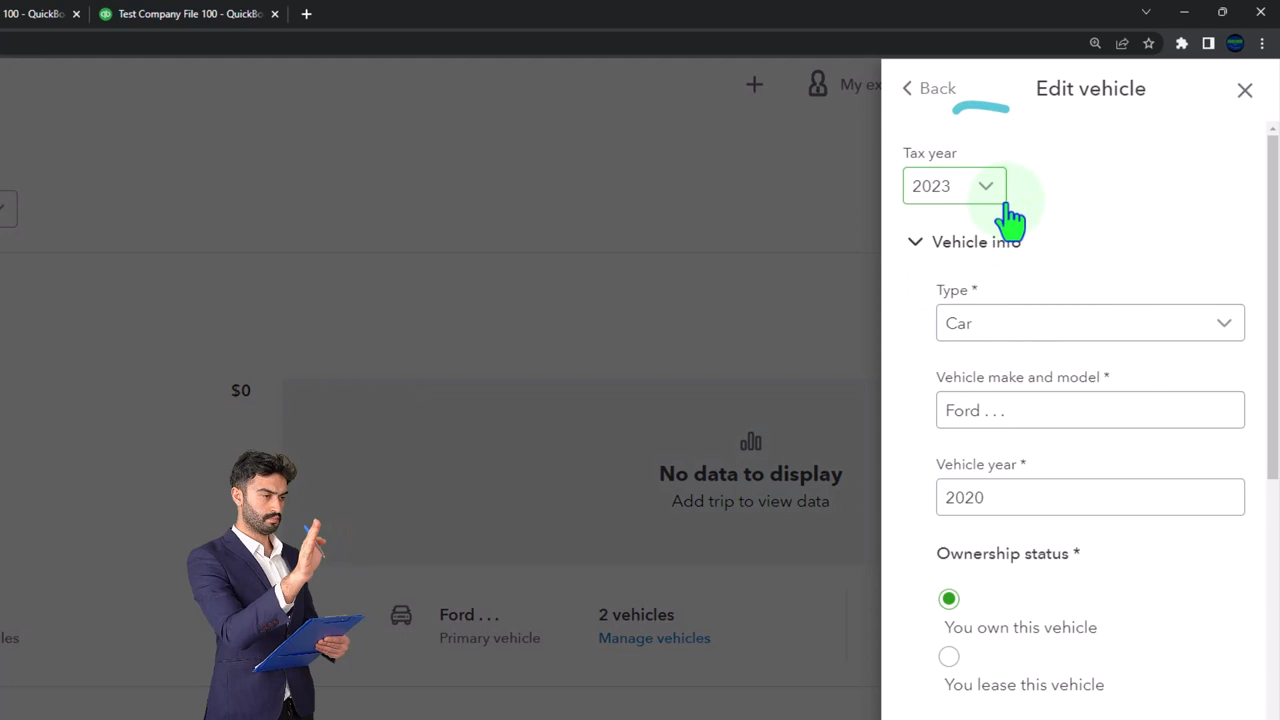 100 - QuickBo
Test Company File 100 - QuickBo
My ex
Back
Edit vehicle
Tax year
2023
Vehicle info
Type *
Car
Vehicle make and model *
Ford . . .
Vehicle year *
2020
Ownership status *
You own this vehicle
You lease this vehicle
$0
No data to display
Add trip to view data
Ford . . .
2 vehicles
Primary vehicle
Manage vehicles
les